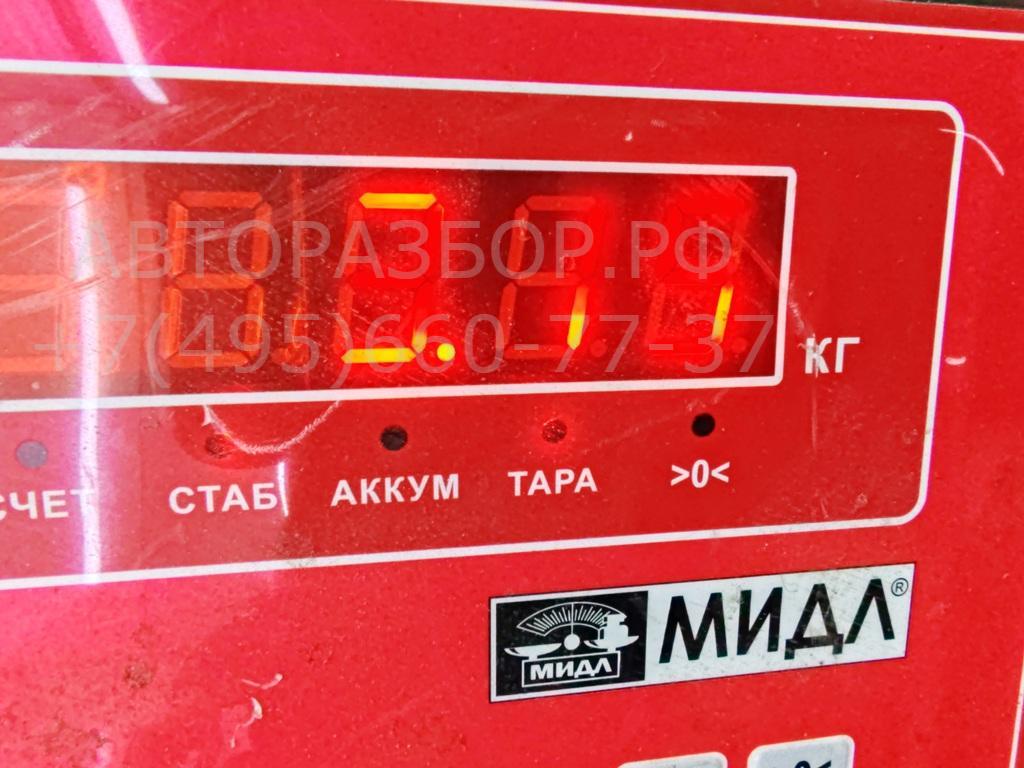 АВТОРАЗБОР.РФ
+7(495)660-77-37
КГ
СЧЕТ СТАБ АККУМ ТАРА >0<
МИДЛ МИДЛ®